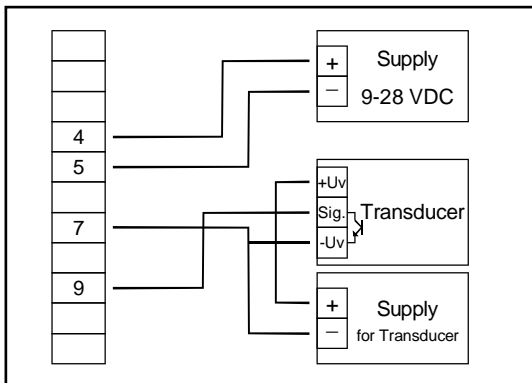 4
5
7
9
+ Supply
− 9-28 VDC
+Uv
Sig. Transducer
-Uv
+ Supply
− for Transducer